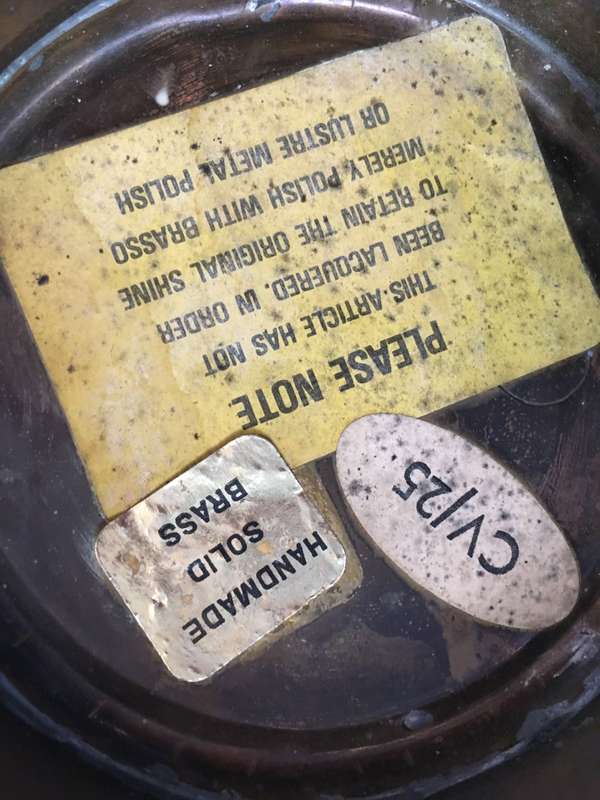 PLEASE NOTE
THIS ARTICLE HAS NOT
BEEN LACQUERED. IN ORDER
TO RETAIN THE ORIGINAL SHINE
MERELY POLISH WITH BRASSO
OR LUSTRE METAL POLISH
HANDMADE
SOLID
BRASS
CV/25